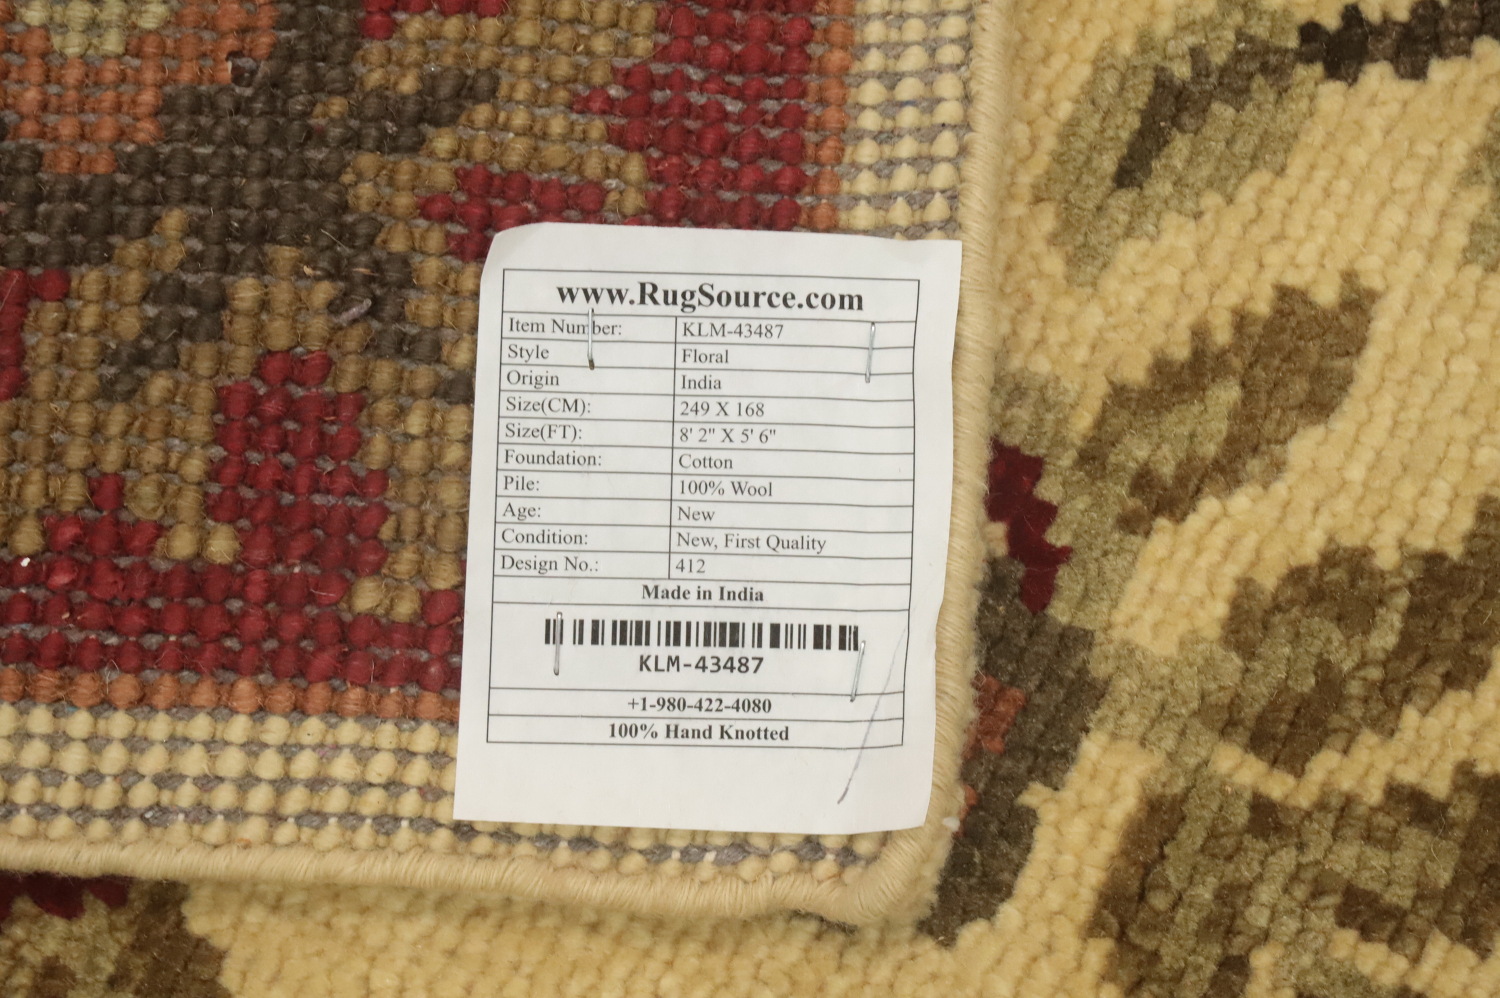 www.RugSource.com
Item Number: KLM-43487
Style Floral
Origin India
Size(CM): 249 X 168
Size(FT): 8' 2" X 5' 6"
Foundation: Cotton
Pile: 100% Wool
Age: New
Condition: New, First Quality
Design No.: 412
Made in India
KLM-43487
+1-980-422-4080
100% Hand Knotted